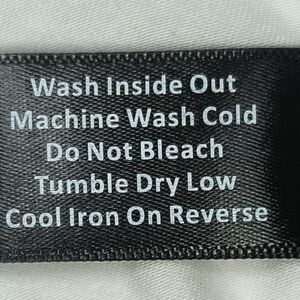 Wash Inside Out
Machine Wash Cold
Do Not Bleach
Tumble Dry Low
Cool Iron On Reverse